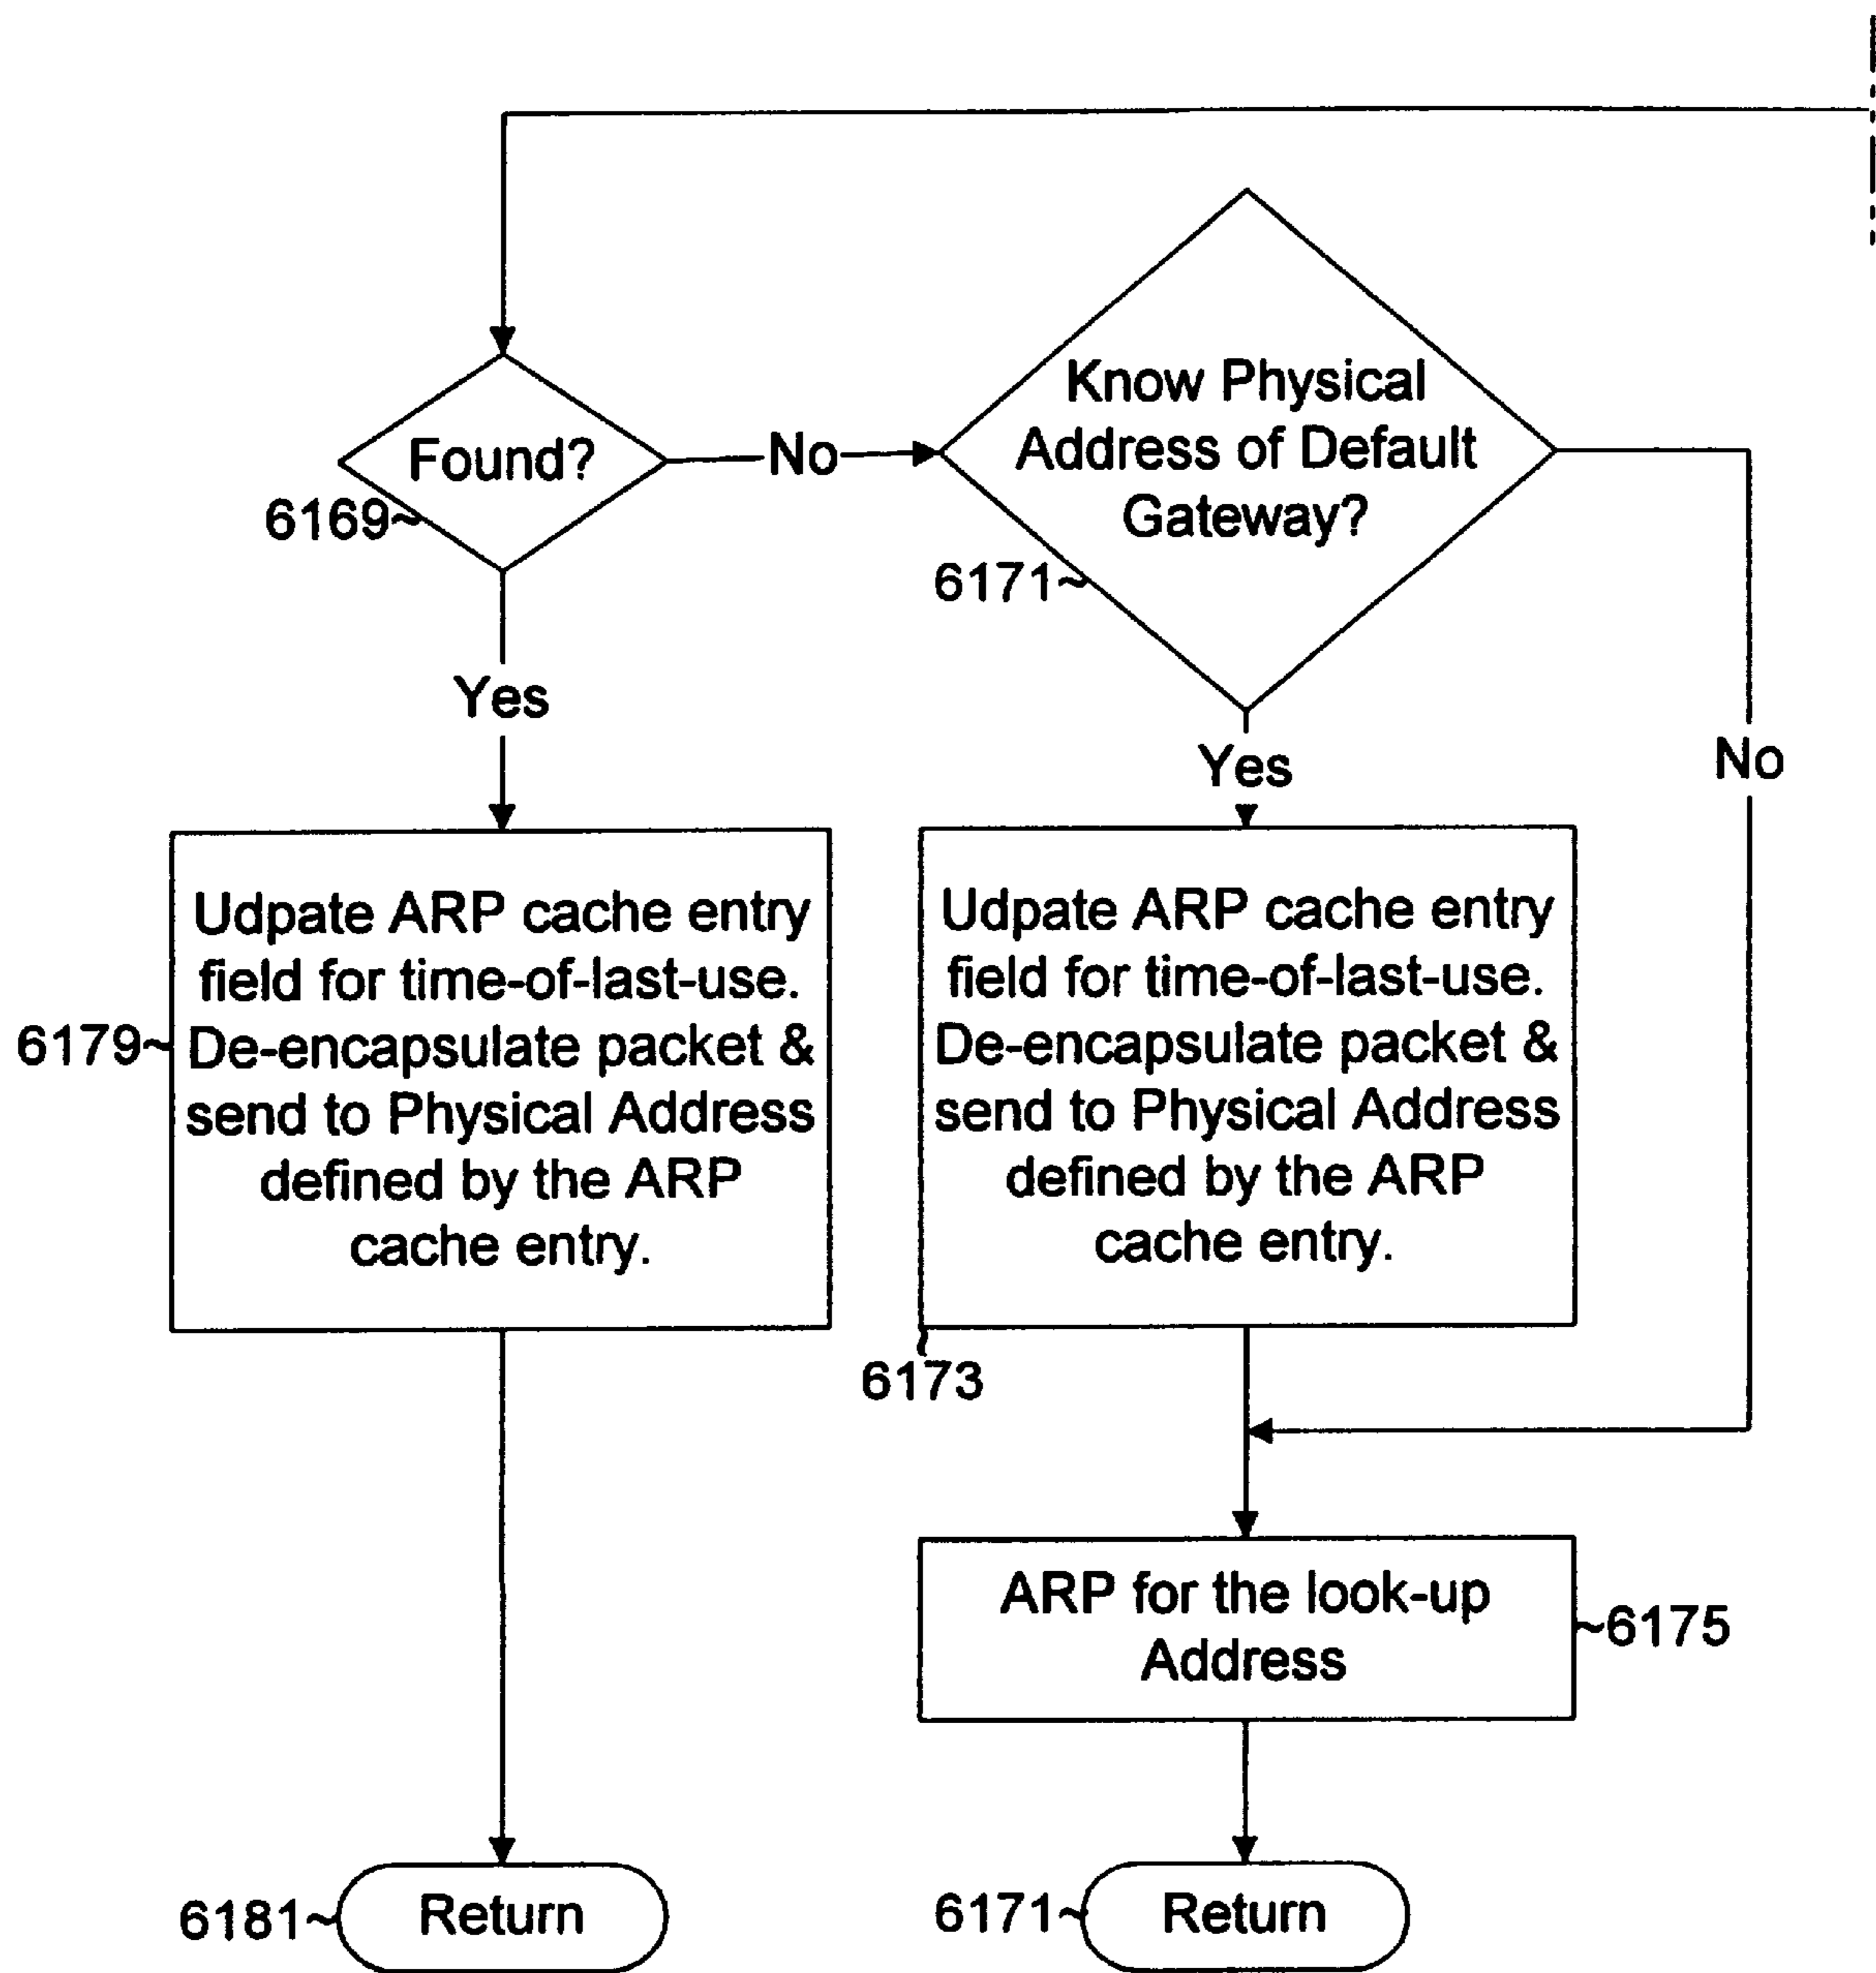 Found?
6169
No
Know Physical
Address of Default
Gateway?
6171
Yes
Yes
No
Udpate ARP cache entry
field for time-of-last-use.
De-encapsulate packet &
send to Physical Address
defined by the ARP
cache entry.
6179
Udpate ARP cache entry
field for time-of-last-use.
De-encapsulate packet &
send to Physical Address
defined by the ARP
cache entry.
6173
ARP for the look-up
Address
6175
6181
Return
6171
Return